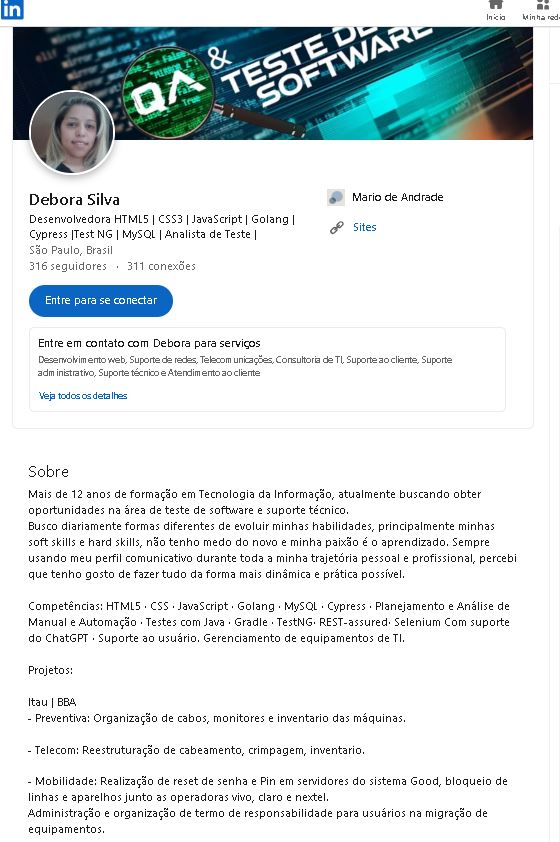 in
Início
Minha red
QA
&
TESTE DE
SOFTWARE
Debora Silva
Mario de Andrade
Desenvolvedora HTML5 | CSS3 | JavaScript | Golang |
Cypress |Test NG | MySQL | Analista de Teste |
Sites
São Paulo, Brasil
316 seguidores · 311 conexões
Entre para se conectar
Entre em contato com Debora para serviços
Desenvolvimento web, Suporte de redes, Telecomunicações, Consultoria de TI, Suporte ao cliente, Suporte
administrativo, Suporte técnico e Atendimento ao cliente
Veja todos os detalhes
Sobre
Mais de 12 anos de formação em Tecnologia da Informação, atualmente buscando obter
oportunidades na área de teste de software e suporte técnico.
Busco diariamente formas diferentes de evoluir minhas habilidades, principalmente minhas
soft skills e hard skills, não tenho medo do novo e minha paixão é o aprendizado. Sempre
usando meu perfil comunicativo durante toda a minha trajetória pessoal e profissional, percebi
que tenho gosto de fazer tudo da forma mais dinâmica e prática possível.
Competências: HTML5 · CSS · JavaScript · Golang · MySQL · Cypress · Planejamento e Análise de
Manual e Automação · Testes com Java · Gradle · TestNG· REST-assured· Selenium Com suporte
do ChatGPT · Suporte ao usuário. Gerenciamento de equipamentos de TI.
Projetos:
Itau | BBA
- Preventiva: Organização de cabos, monitores e inventario das máquinas.
- Telecom: Reestruturação de cabeamento, crimpagem, inventario.
- Mobilidade: Realização de reset de senha e Pin em servidores do sistema Good, bloqueio de
linhas e aparelhos junto as operadoras vivo, claro e nextel.
Administração e organização de termo de responsabilidade para usuários na migração de
equipamentos.